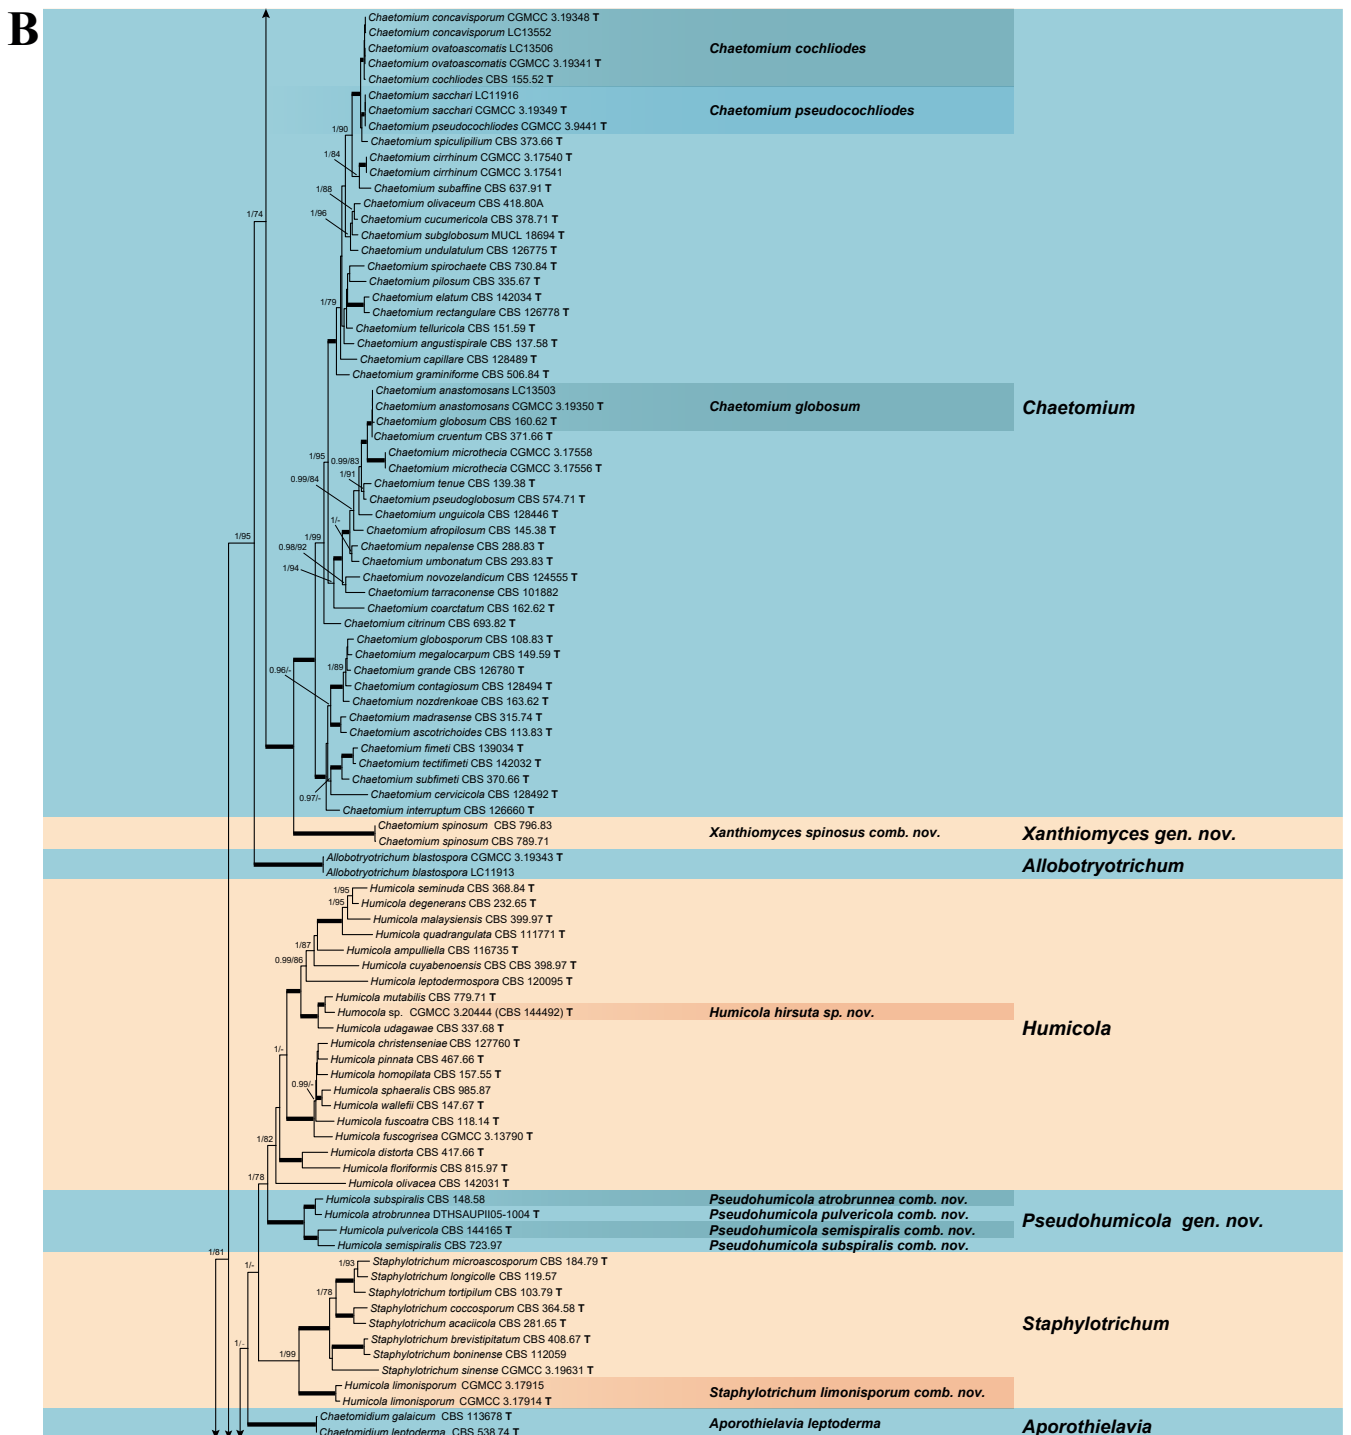 B
Chaetomium concavisporum CGMCC 3.19348 T
Chaetomium concavisporum LC13552
Chaetomium ovatoascomatis LC13506
Chaetomium cochliodes
Chaetomium ovatoascomatis CGMCC 3.19341 T
Chaetomium cochliodes CBS 155.52 T
Chaetomium sacchari LC11916
Chaetomium sacchari CGMCC 3.19349 T
Chaetomium pseudocochliodes
Chaetomium pseudocochliodes CGMCC 3.9441 T
1/90
Chaetomium spiculipilium CBS 373.66 T
1/84
Chaetomium cirrhinum CGMCC 3.17540 T
Chaetomium cirrhinum CGMCC 3.17541
1/88
Chaetomium subaffine CBS 637.91 T
Chaetomium olivaceum CBS 418.80A
1/74
1/96
Chaetomium cucumericola CBS 378.71 T
Chaetomium subglobosum MUCL 18694 T
Chaetomium undulatulum CBS 126775 T
Chaetomium spirochaete CBS 730.84 T
Chaetomium pilosum CBS 335.67 T
Chaetomium elatum CBS 142034 T
1/79
Chaetomium rectangulare CBS 126778 T
Chaetomium telluricola CBS 151.59 T
Chaetomium angustispirale CBS 137.58 T
Chaetomium capillare CBS 128489 T
Chaetomium graminiforme CBS 506.84 T
Chaetomium anastomosans LC13503
Chaetomium anastomosans CGMCC 3.19350 T
Chaetomium globosum
Chaetomium
Chaetomium globosum CBS 160.62 T
Chaetomium cruentum CBS 371.66 T
Chaetomium microthecia CGMCC 3.17558
1/95
0.99/83
Chaetomium microthecia CGMCC 3.17556 T
1/91
0.99/84
Chaetomium tenue CBS 139.38 T
Chaetomium pseudoglobosum CBS 574.71 T
Chaetomium unguicola CBS 128446 T
1/-
Chaetomium afropilosum CBS 145.38 T
1/95
1/99
0.98/92
Chaetomium nepalense CBS 288.83 T
Chaetomium umbonatum CBS 293.83 T
1/94
Chaetomium novozelandicum CBS 124555 T
Chaetomium tarraconense CBS 101882
Chaetomium coarctatum CBS 162.62 T
Chaetomium citrinum CBS 693.82 T
Chaetomium globosporum CBS 108.83 T
Chaetomium megalocarpum CBS 149.59 T
0.96/-
1/89
Chaetomium grande CBS 126780 T
Chaetomium contagiosum CBS 128494 T
Chaetomium nozdrenkoae CBS 163.62 T
Chaetomium madrasense CBS 315.74 T
Chaetomium ascotrichoides CBS 113.83 T
Chaetomium fimeti CBS 139034 T
Chaetomium tectifimeti CBS 142032 T
Chaetomium subfimeti CBS 370.66 T
0.97/-
Chaetomium cervicicola CBS 128492 T
Chaetomium interruptum CBS 126660 T
Chaetomium spinosum CBS 796.83
Xanthiomyces spinosus comb. nov.
Xanthiomyces gen. nov.
Chaetomium spinosum CBS 789.71
Allobotryotrichum blastospora CGMCC 3.19343 T
Allobotryotrichum
Allobotryotrichum blastospora LC11913
1/95
Humicola seminuda CBS 368.84 T
1/95
Humicola degenerans CBS 232.65 T
Humicola malaysiensis CBS 399.97 T
Humicola quadrangulata CBS 111771 T
1/87
Humicola ampulliella CBS 116735 T
0.99/86
Humicola cuyabenoensis CBS CBS 398.97 T
Humicola leptodermospora CBS 120095 T
Humicola mutabilis CBS 779.71 T
Humocola sp. CGMCC 3.20444 (CBS 144492) T
Humicola hirsuta sp. nov.
Humicola
Humicola udagawae CBS 337.68 T
1/-
Humicola christenseniae CBS 127760 T
Humicola pinnata CBS 467.66 T
Humicola homopilata CBS 157.55 T
0.99/-
Humicola sphaeralis CBS 985.87
Humicola wallefii CBS 147.67 T
Humicola fuscoatra CBS 118.14 T
1/82
Humicola fuscogrisea CGMCC 3.13790 T
Humicola distorta CBS 417.66 T
Humicola floriformis CBS 815.97 T
1/78
Humicola olivacea CBS 142031 T
Humicola subspiralis CBS 148.58
Pseudohumicola atrobrunnea comb. nov.
Humicola atrobrunnea DTHSAUPII05-1004 T
Pseudohumicola pulvericola comb. nov.
Pseudohumicola gen. nov.
Humicola pulvericola CBS 144165 T
Pseudohumicola semispiralis comb. nov.
Humicola semispiralis CBS 723.97
Pseudohumicola subspiralis comb. nov.
1/81
1/-
1/93
Staphylotrichum microascosporum CBS 184.79 T
Staphylotrichum longicolle CBS 119.57
1/78
Staphylotrichum tortipilum CBS 103.79 T
Staphylotrichum coccosporum CBS 364.58 T
Staphylotrichum acaciicola CBS 281.65 T
Staphylotrichum
1/-
1/99
Staphylotrichum brevistipitatum CBS 408.67 T
Staphylotrichum boninense CBS 112059
Staphylotrichum sinense CGMCC 3.19631 T
Humicola limonisporum CGMCC 3.17915
Staphylotrichum limonisporum comb. nov.
Humicola limonisporum CGMCC 3.17914 T
Chaetomidium galaicum CBS 113678 T
Aporothielavia leptoderma
Aporothielavia
Chaetomidium leptoderma CBS 538.74 T